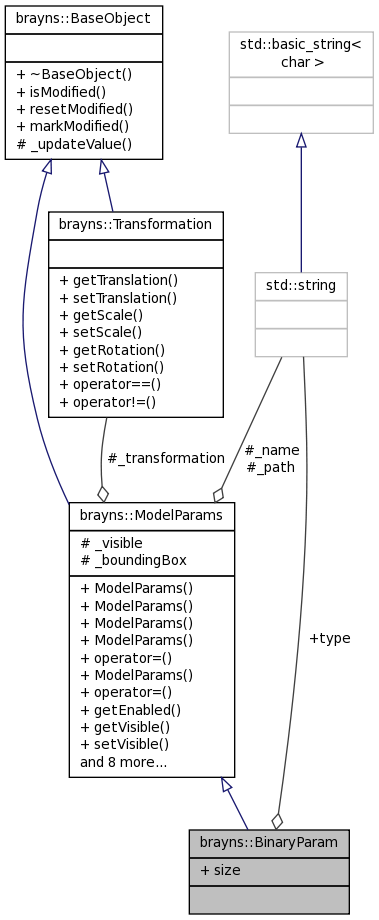 brayns::BaseObject
+ ~BaseObject()
+ isModified()
+ resetModified()
+ markModified()
# _updateValue()
std::basic_string<
char >
brayns::Transformation
+ getTranslation()
+ setTranslation()
+ getScale()
+ setScale()
+ getRotation()
+ setRotation()
+ operator==()
+ operator!=()
std::string
#_transformation
#_name
#_path
brayns::ModelParams
# _visible
# _boundingBox
+ ModelParams()
+ ModelParams()
+ ModelParams()
+ ModelParams()
+ operator=()
+ ModelParams()
+ operator=()
+ getEnabled()
+ getVisible()
+ setVisible()
and 8 more...
+type
brayns::BinaryParam
+ size